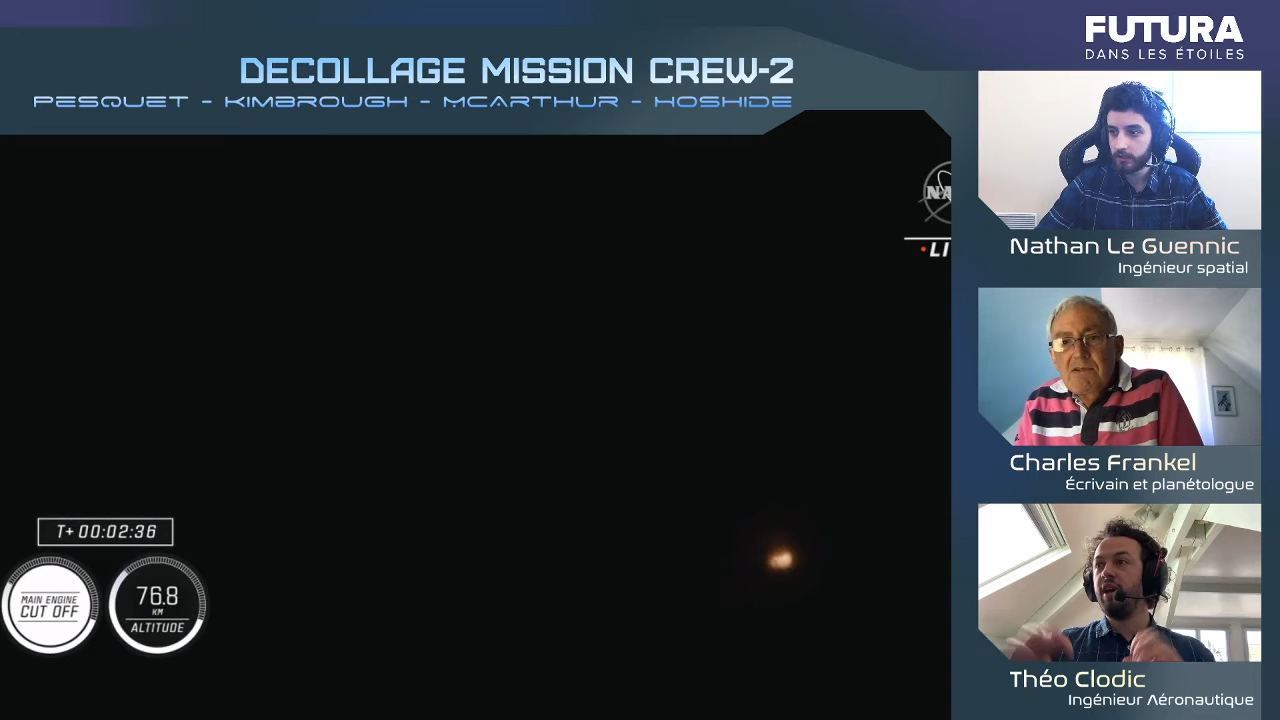 FUTURA
DANS LES ÉTOILES
DECOLLAGE MISSION CREW-2
PESQUET - KIMBROUGH - MCARTHUR - HOSHIDE
LI
Nathan Le Guennic
Ingénieur spatial
Charles Frankel
Écrivain et planétologue
T+ 00:02:36
MAIN ENGINE
CUT OFF
76.8
KM
ALTITUDE
Théo Clodic
Ingénieur Aéronautique